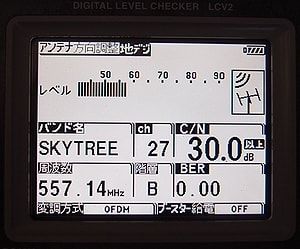 DIGITAL LEVEL CHECKER LCV2
アンテナ方向調整 地デジ
50 60 70 80 90
レベル
バンド名 ch C/N
SKYTREE 27 30.0 以上 dB
周波数 階層 BER
557.14 MHz B 0.00
変調方式 OFDM ブースター給電 OFF